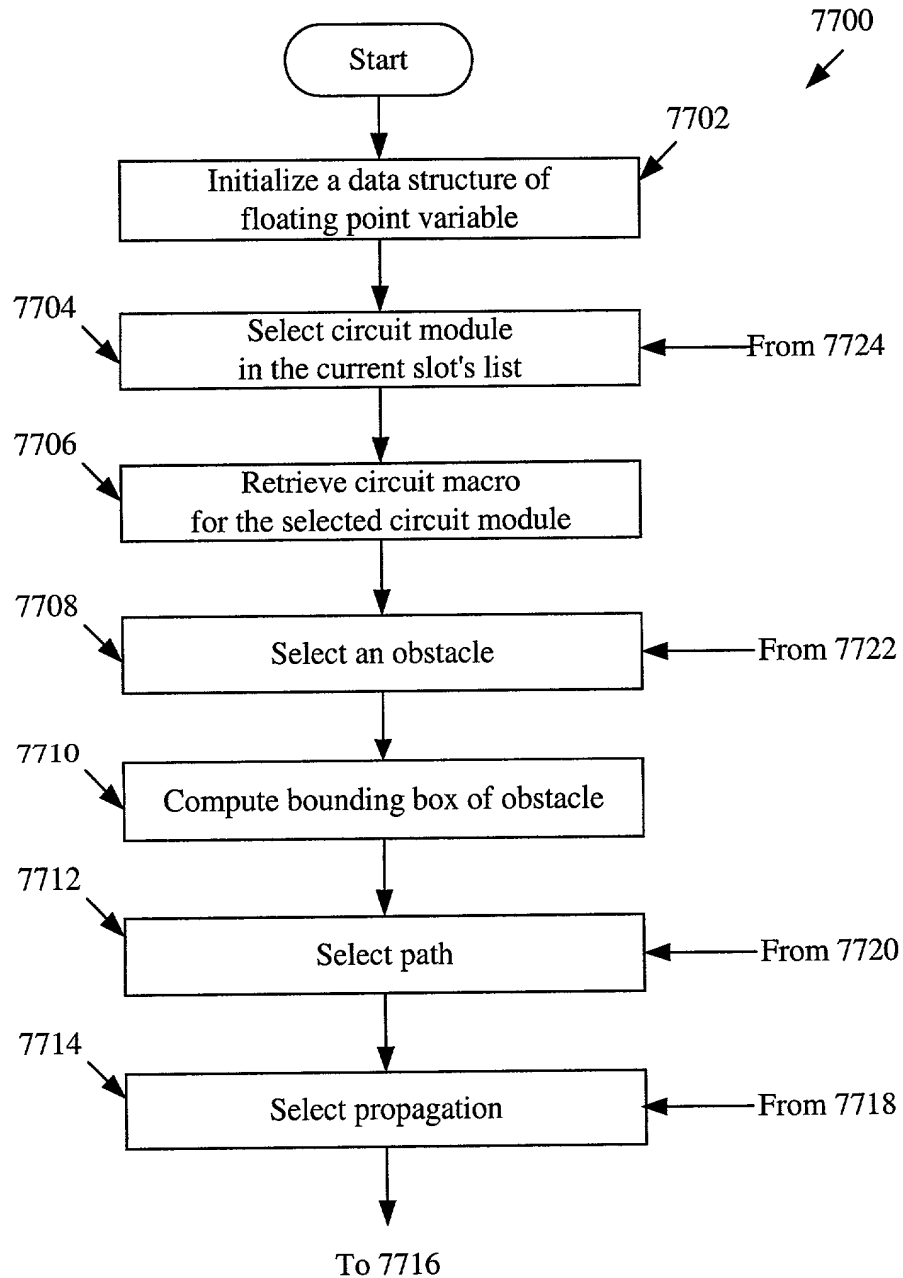 7700
Start
7702
Initialize a data structure of
floating point variable
7704
Select circuit module
in the current slot's list
From 7724
7706
Retrieve circuit macro
for the selected circuit module
7708
Select an obstacle
From 7722
7710
Compute bounding box of obstacle
7712
Select path
From 7720
7714
Select propagation
From 7718
To 7716